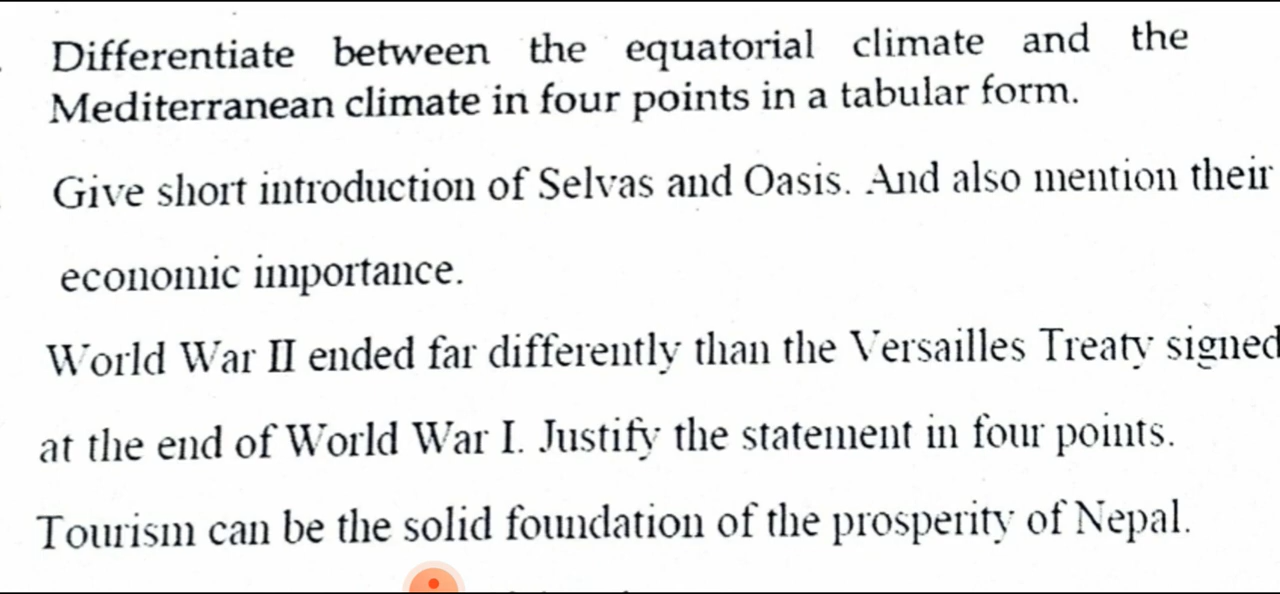 Differentiate between the equatorial climate and the
Mediterranean climate in four points in a tabular form.
Give short introduction of Selvas and Oasis. And also mention their
economic importance.
World War II ended far differently than the Versailles Treaty signed
at the end of World War I. Justify the statement in four points.
Tourism can be the solid foundation of the prosperity of Nepal.